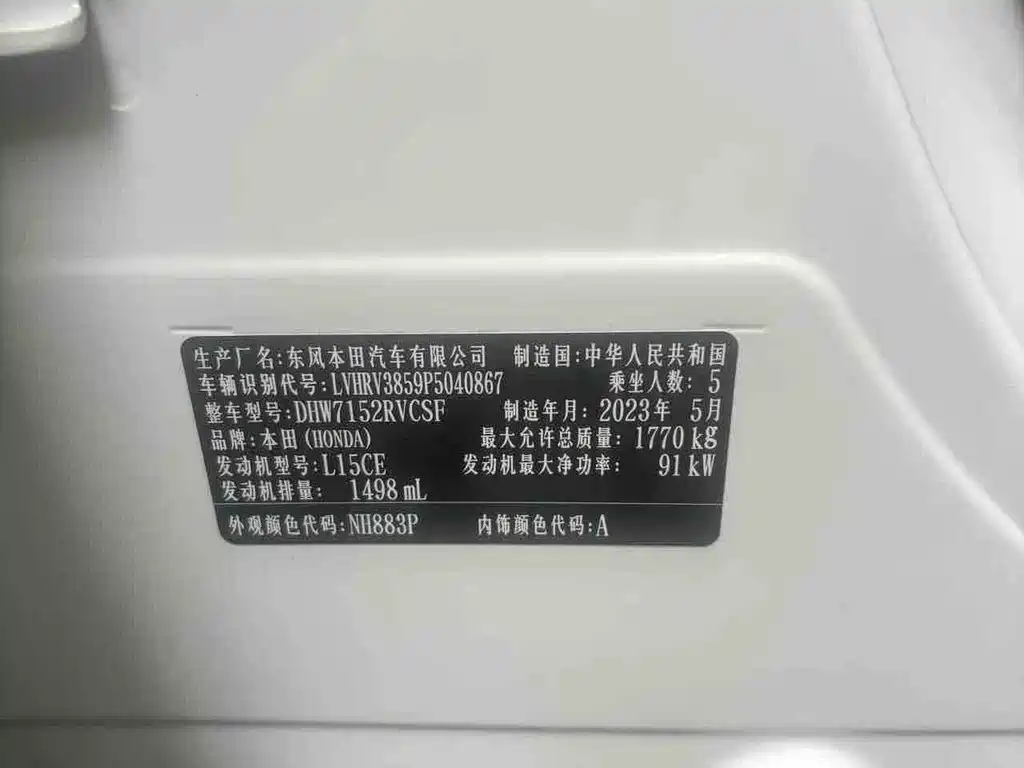 生产厂名:东风本田汽车有限公司 制造国:中华人民共和国
车辆识别代号:LVHRV3859P5040867 乘坐人数: 5
整车型号:DHW7152RVCSF 制造年月: 2023年 5月
品牌:本田(HONDA) 最大允许总质量: 1770 kg
发动机型号:L15CE 发动机最大净功率: 91 kW
发动机排量: 1498 mL
外观颜色代码:NH883P 内饰颜色代码:A